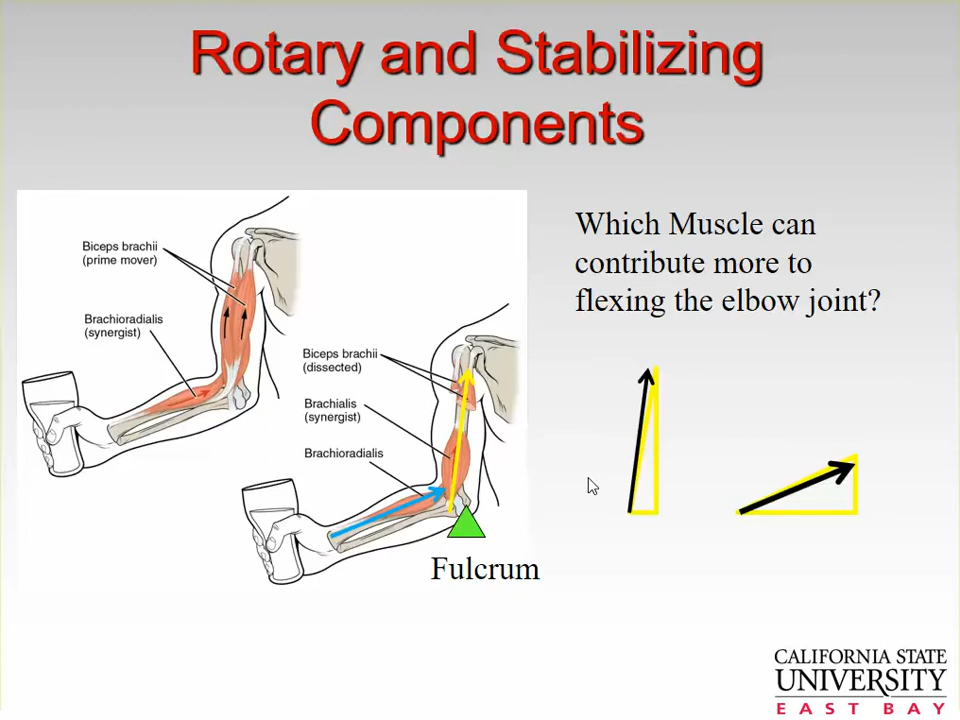 Rotary and Stabilizing
Components
Biceps brachii
(prime mover)
Brachioradialis
(synergist)
Biceps brachii
(dissected)
Brachialis
(synergist)
Brachioradialis
Fulcrum
Which Muscle can
contribute more to
flexing the elbow joint?
CALIFORNIA STATE
UNIVERSITY
EAST BAY